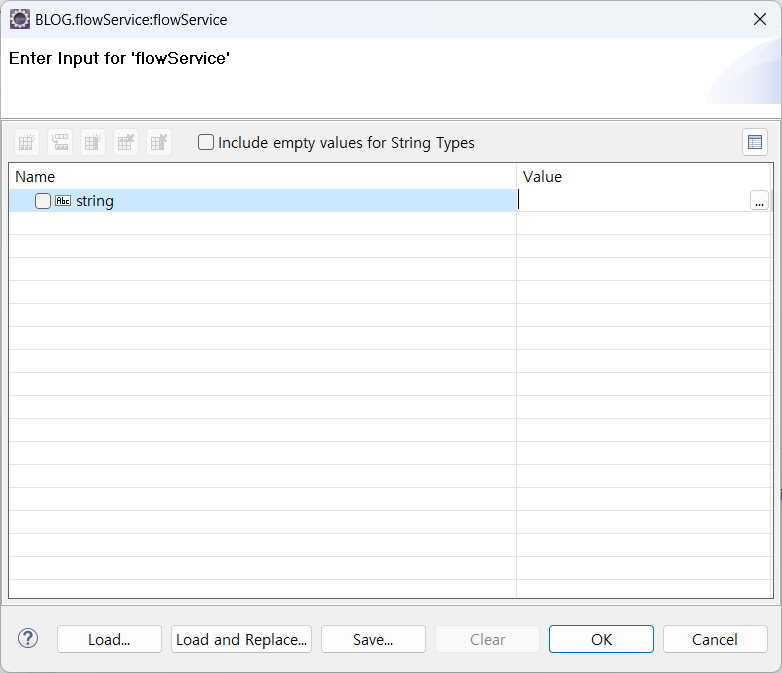 BLOG.flowService:flowService
Enter Input for 'flowService'
Include empty values for String Types
Name Value
Abc string ...
? Load... Load and Replace... Save... Clear OK Cancel